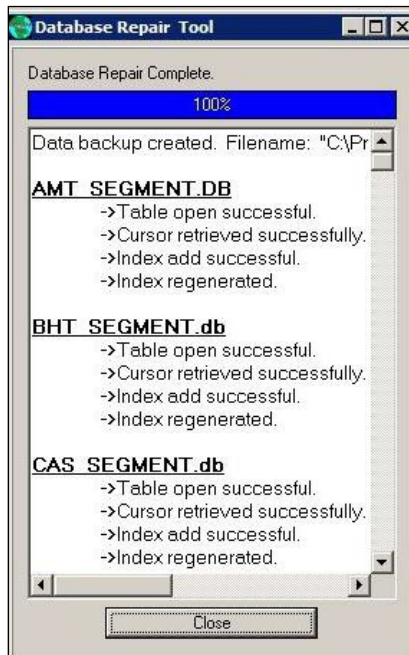 Database Repair Tool
Database Repair Complete.
100%
Data backup created. Filename: "C:\Pr
AMT_SEGMENT.DB
->Table open successful.
->Cursor retrieved successfully.
->Index add successful.
->Index regenerated.
BHT_SEGMENT.db
->Table open successful.
->Cursor retrieved successfully.
->Index add successful.
->Index regenerated.
CAS_SEGMENT.db
->Table open successful.
->Cursor retrieved successfully.
->Index add successful.
->Index regenerated.
Close